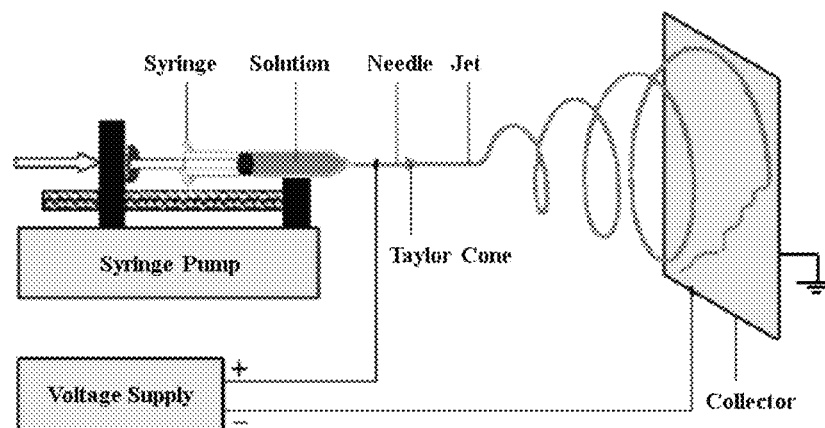 Syringe Solution Needle Jet
Taylor Cone
Syringe Pump
+
Voltage Supply
−
Collector